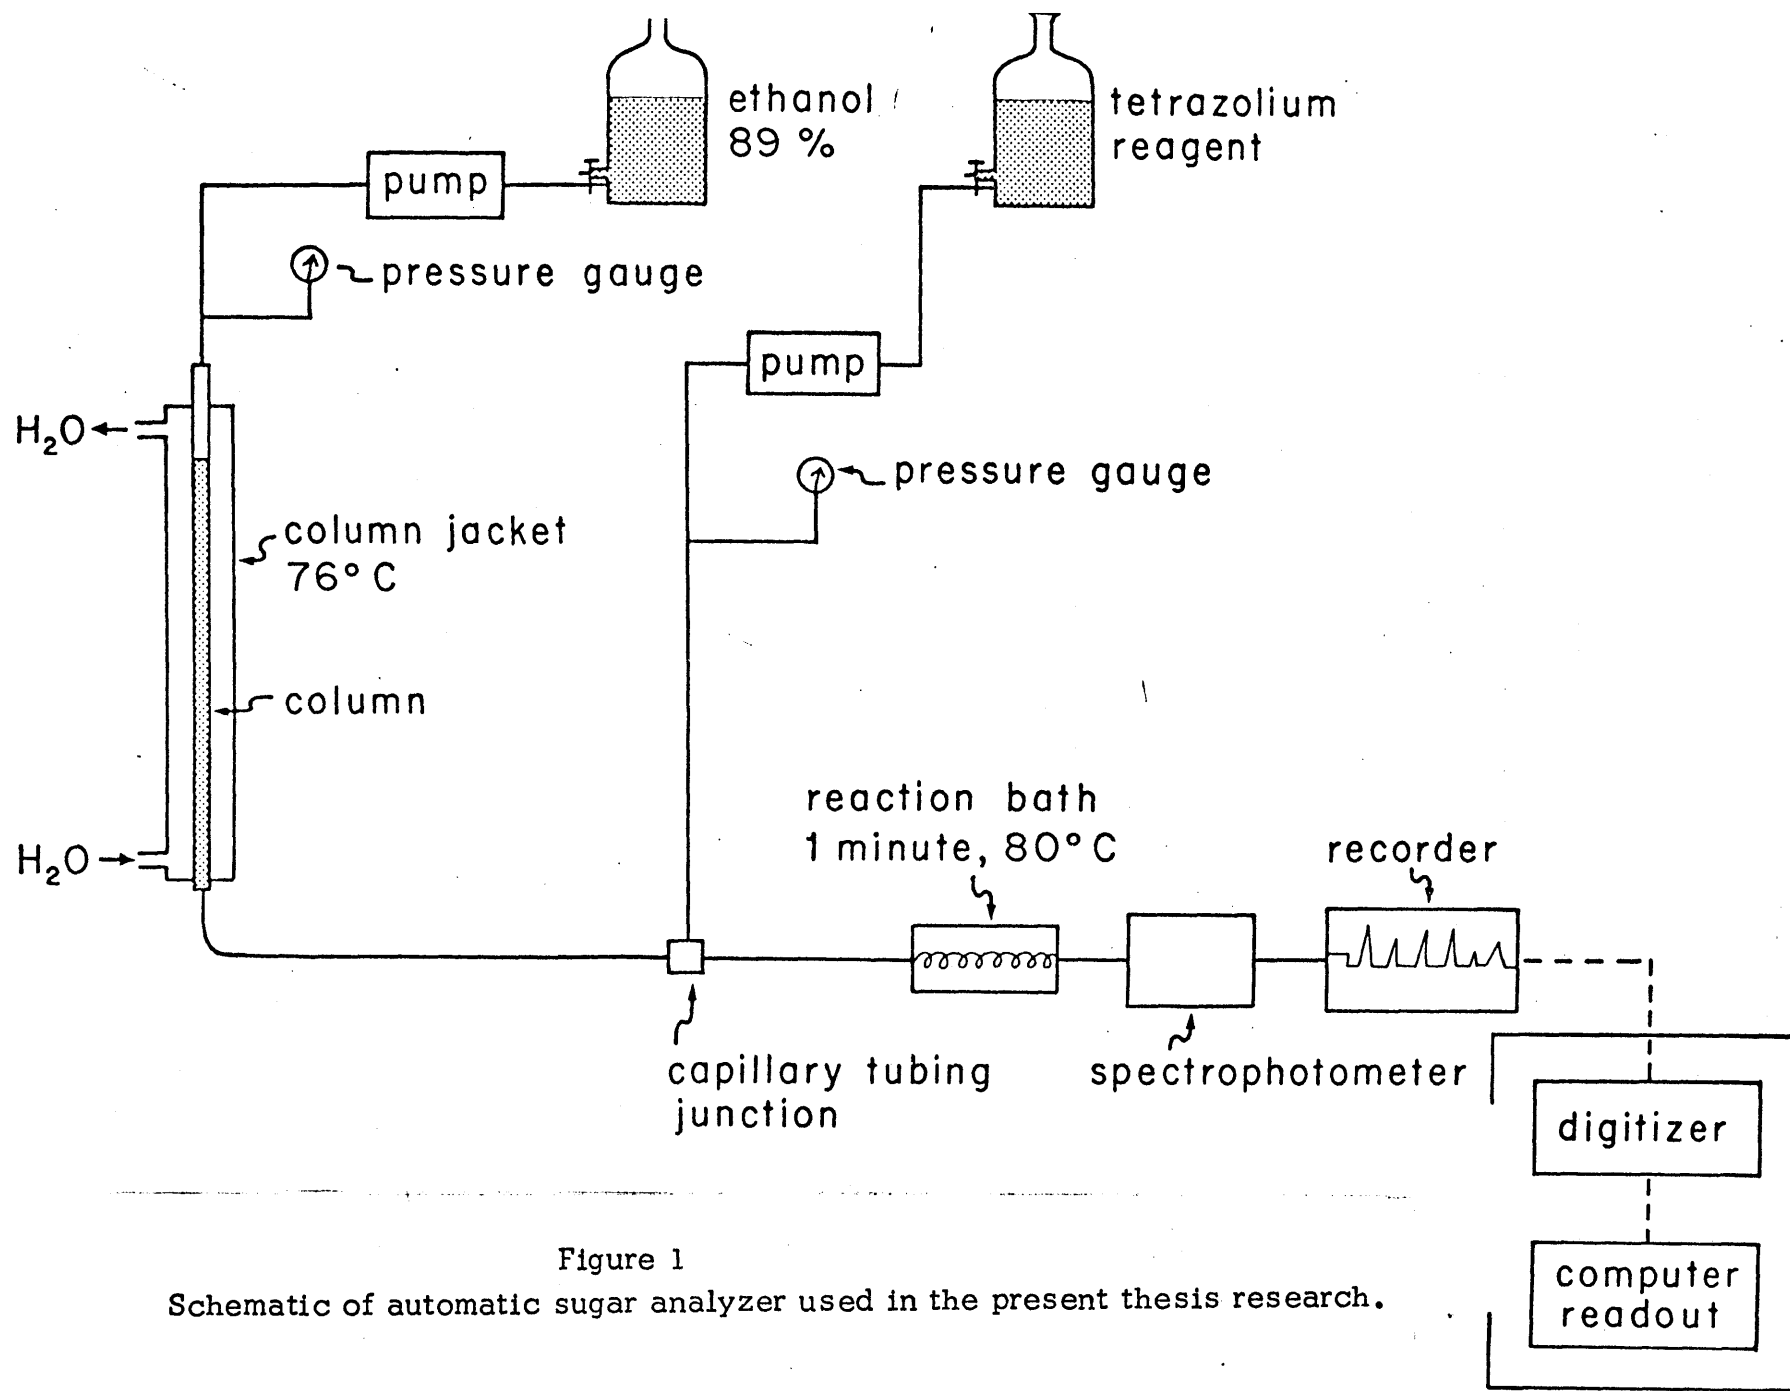 ethanol
89 %
tetrazolium
reagent
pump
pressure gauge
pump
H₂O
pressure gauge
column jacket
76° C
column
reaction bath
1 minute, 80° C
recorder
H₂O
capillary tubing
junction
spectrophotometer
digitizer
computer
readout
Figure 1
Schematic of automatic sugar analyzer used in the present thesis research.